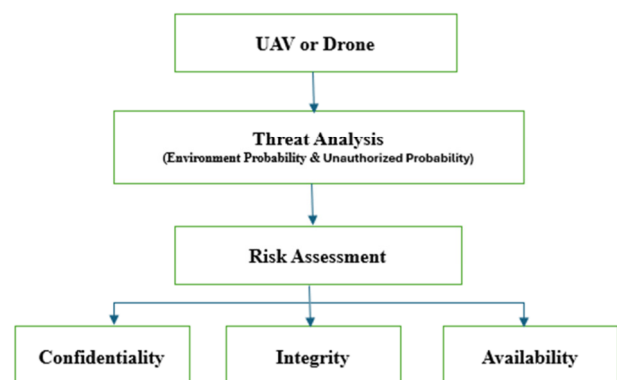 UAV or Drone
Threat Analysis
(Environment Probability & Unauthorized Probability)
Risk Assessment
Confidentiality
Integrity
Availability